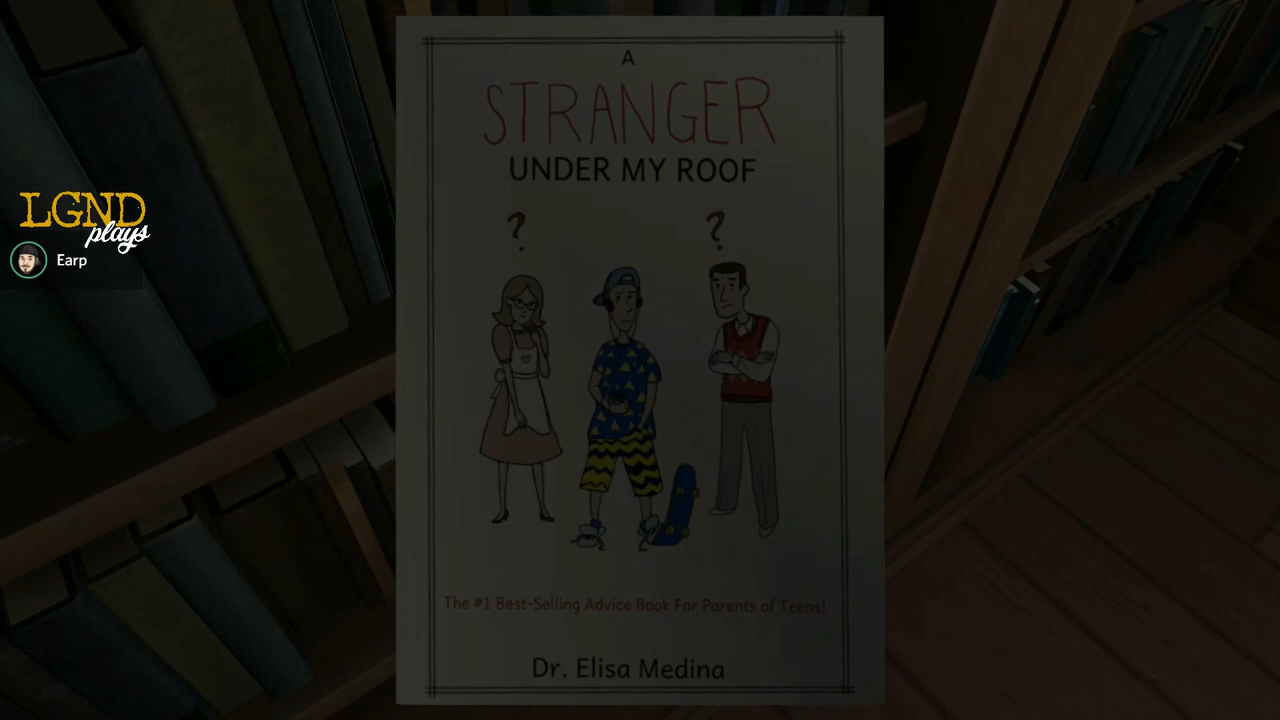 A
STRANGER
UNDER MY ROOF
? ?
LGND
plays
Earp
The #1 Best-Selling Advice Book For Parents of Teens!
Dr. Elisa Medina